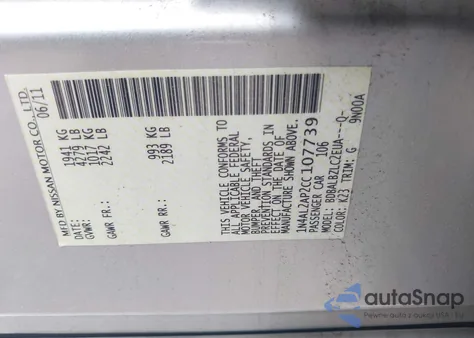 MFD BY NISSAN MOTOR CO., LTD.
DATE: 06/11
GVWR: 1941 KG
4279 LB
GAWR FR: 1017 KG
2242 LB
GAWR RR: 993 KG
2189 LB
THIS VEHICLE CONFORMS TO
ALL APPLICABLE FEDERAL
MOTOR VEHICLE SAFETY,
BUMPER, AND THEFT
PREVENTION STANDARDS IN
EFFECT ON THE DATE OF
MANUFACTURE SHOWN ABOVE.
1N4AL2AP2CC107739
PASSENGER CAR 106
MODEL: BDBALBZLC2EUA---Q-
COLOR: K23 TRIM: G 9N00A
autoSnap